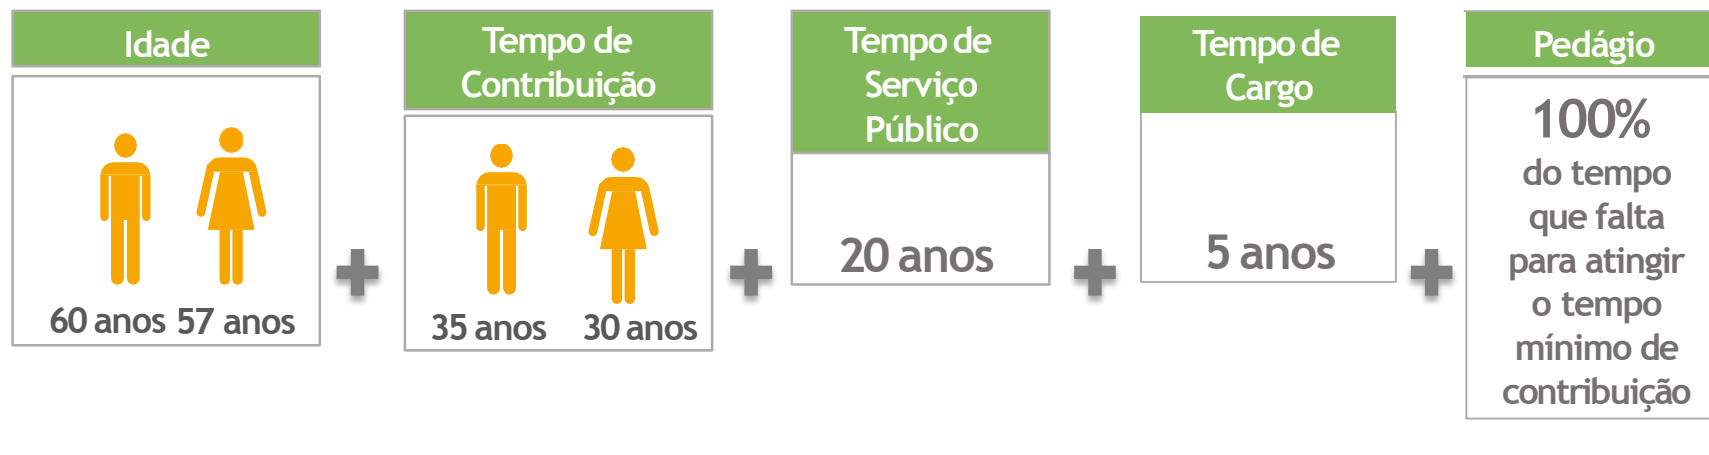 Idade
60 anos 57 anos
Tempo de
Contribuição
35 anos 30 anos
Tempo de
Serviço
Público
20 anos
Tempo de
Cargo
5 anos
Pedágio
100%
do tempo
que falta
para atingir
o tempo
mínimo de
contribuição